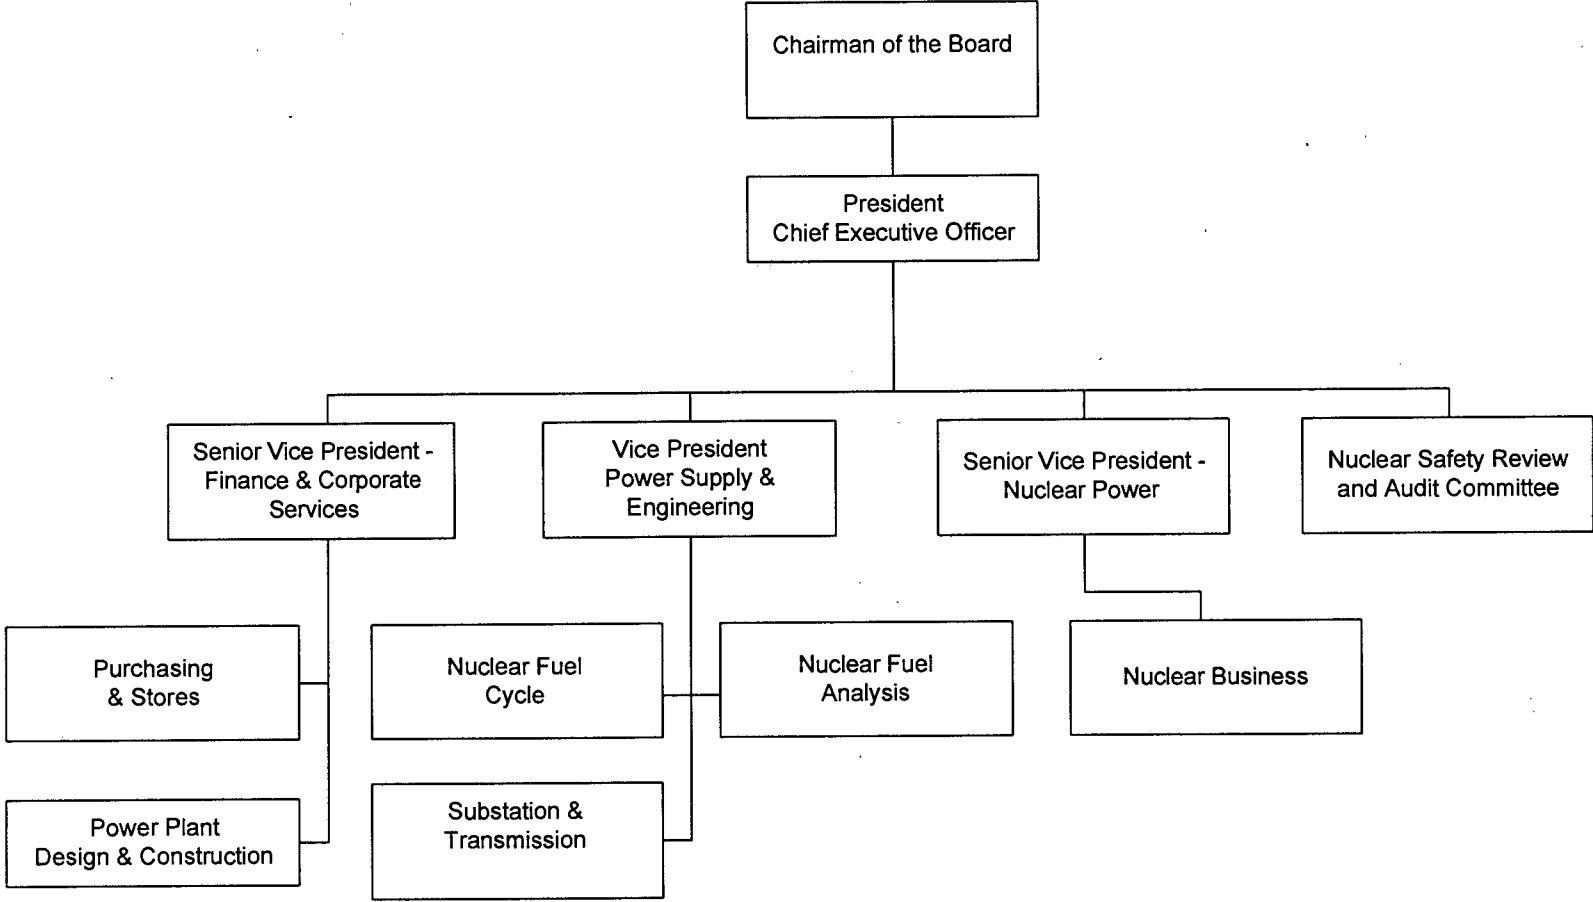 Chairman of the Board
President
Chief Executive Officer
Senior Vice President -
Finance & Corporate
Services
Vice President
Power Supply &
Engineering
Senior Vice President -
Nuclear Power
Nuclear Safety Review
and Audit Committee
Purchasing
& Stores
Nuclear Fuel
Cycle
Nuclear Fuel
Analysis
Nuclear Business
Power Plant
Design & Construction
Substation &
Transmission